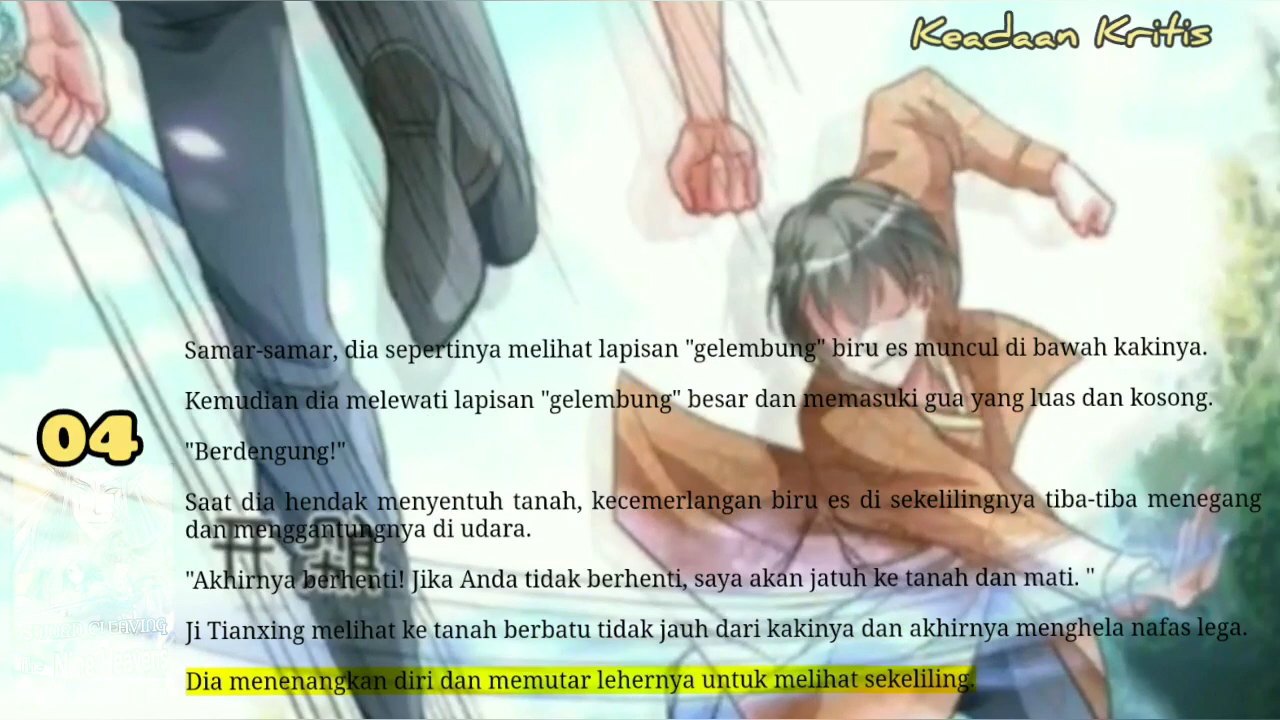 Keadaan Kritis
Samar-samar, dia sepertinya melihat lapisan "gelembung" biru es muncul di bawah kakinya.
Kemudian dia melewati lapisan "gelembung" besar dan memasuki gua yang luas dan kosong.
04
"Berdengung!"
Saat dia hendak menyentuh tanah, kecemerlangan biru es di sekelilingnya tiba-tiba menegang
dan menggantungnya di udara.
"Akhirnya berhenti! Jika Anda tidak berhenti, saya akan jatuh ke tanah dan mati. "
Ji Tianxing melihat ke tanah berbatu tidak jauh dari kakinya dan akhirnya menghela nafas lega.
Dia menenangkan diri dan memutar lehernya untuk melihat sekeliling.